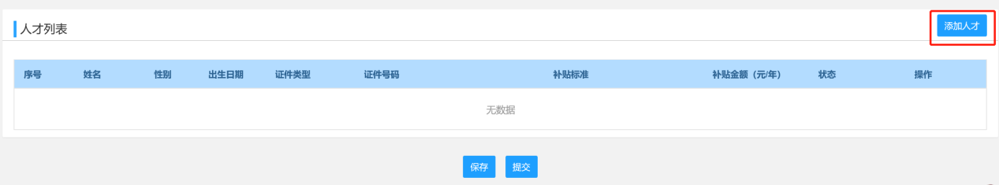 人才列表
添加人才
序号 姓名 性别 出生日期 证件类型 证件号码 补贴标准 补贴金额（元/年） 状态 操作
无数据
保存 提交